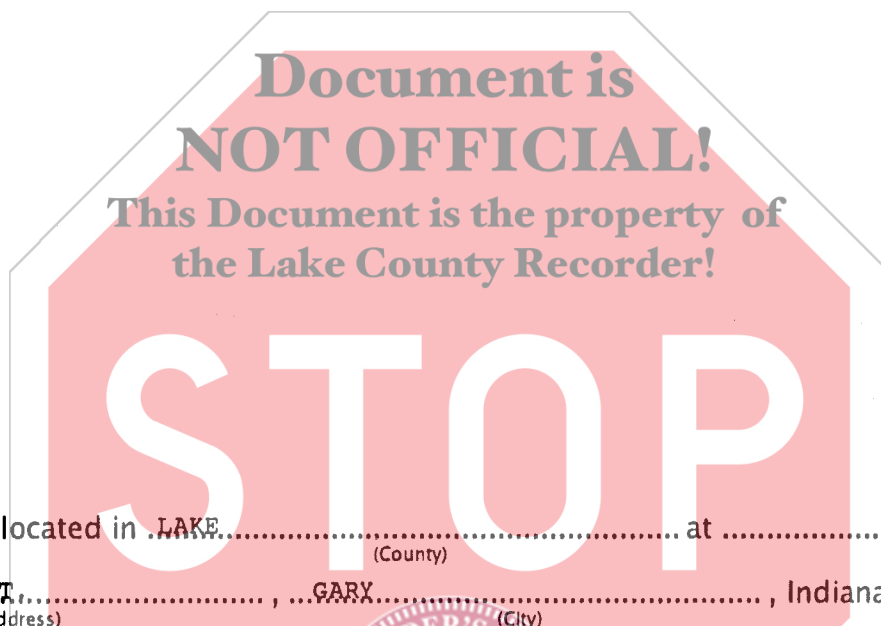 Document is
NOT OFFICIAL!
This Document is the property of
the Lake County Recorder!
STOP
located in LAKE at
(County)
T. , GARY , Indiana
ddress) (City)